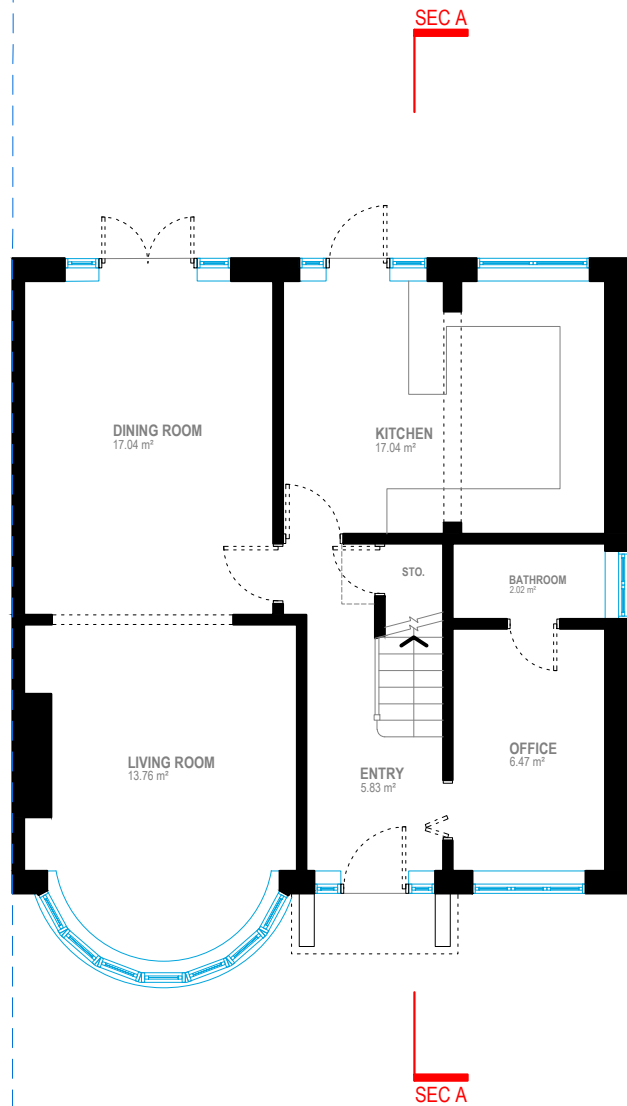 SEC A
DINING ROOM
17.04 m²
KITCHEN
17.04 m²
STO.
BATHROOM
2.02 m²
LIVING ROOM
13.76 m²
ENTRY
5.83 m²
OFFICE
6.47 m²
SEC A